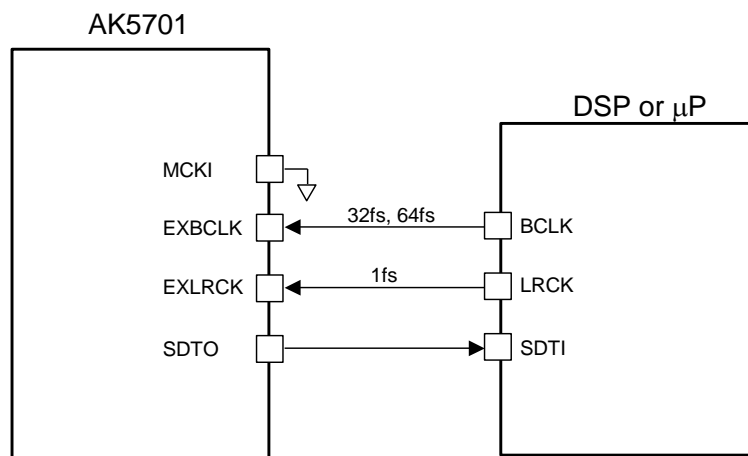 AK5701
DSP or μP
MCKI
EXBCLK
32fs, 64fs
BCLK
EXLRCK
1fs
LRCK
SDTO
SDTI